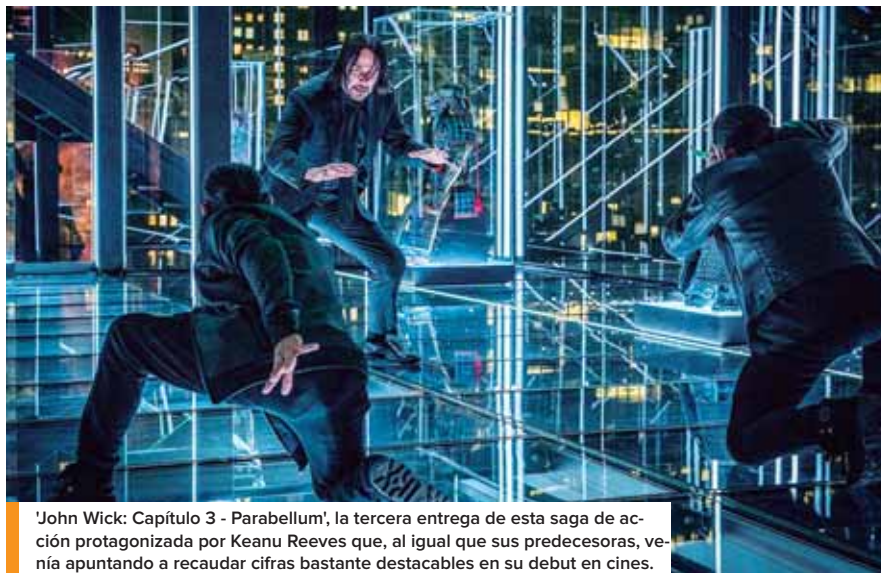 'John Wick: Capítulo 3 - Parabellum', la tercera entrega de esta saga de ac-
ción protagonizada por Keanu Reeves que, al igual que sus predecesoras, ve-
nía apuntando a recaudar cifras bastante destacables en su debut en cines.